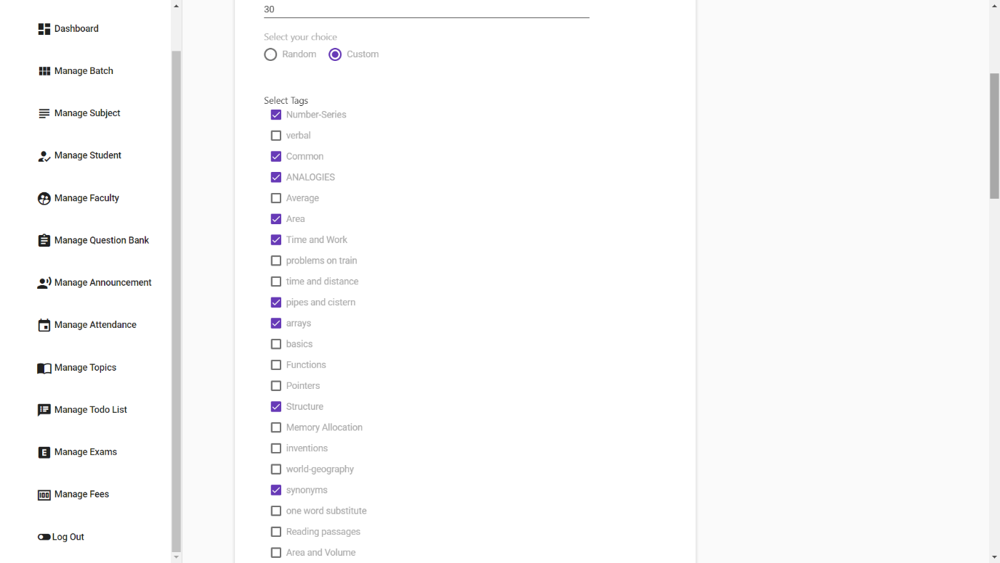 Dashboard
Manage Batch
Manage Subject
Manage Student
Manage Faculty
Manage Question Bank
Manage Announcement
Manage Attendance
Manage Topics
Manage Todo List
Manage Exams
Manage Fees
Log Out
30
Select your choice
Random Custom
Select Tags
Number-Series
verbal
Common
ANALOGIES
Average
Area
Time and Work
problems on train
time and distance
pipes and cistern
arrays
basics
Functions
Pointers
Structure
Memory Allocation
inventions
world-geography
synonyms
one word substitute
Reading passages
Area and Volume